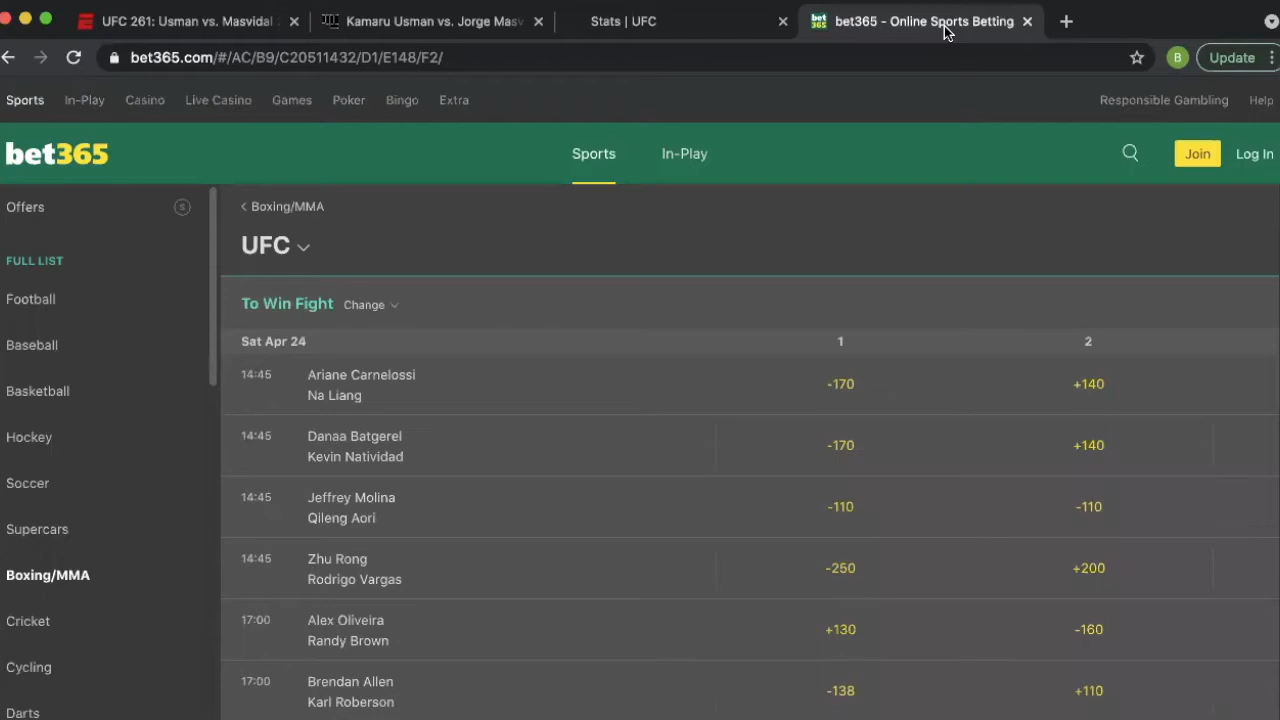 UFC 261: Usman vs. Masvidal
Kamaru Usman vs. Jorge Masv
Stats | UFC
bet365 - Online Sports Betting
bet365.com/#/AC/B9/C20511432/D1/E148/F2/
B
Update
Sports In-Play Casino Live Casino Games Poker Bingo Extra
Responsible Gambling Help
bet365
Sports
In-Play
Join
Log In
Offers
S
FULL LIST
Football
Baseball
Basketball
Hockey
Soccer
Supercars
Boxing/MMA
Cricket
Cycling
Darts
Boxing/MMA
UFC
To Win Fight Change
Sat Apr 24 1 2
14:45 Ariane Carnelossi
Na Liang
-170 +140
14:45 Danaa Batgerel
Kevin Natividad
-170 +140
14:45 Jeffrey Molina
Qileng Aori
-110 -110
14:45 Zhu Rong
Rodrigo Vargas
-250 +200
17:00 Alex Oliveira
Randy Brown
+130 -160
17:00 Brendan Allen
Karl Roberson
-138 +110